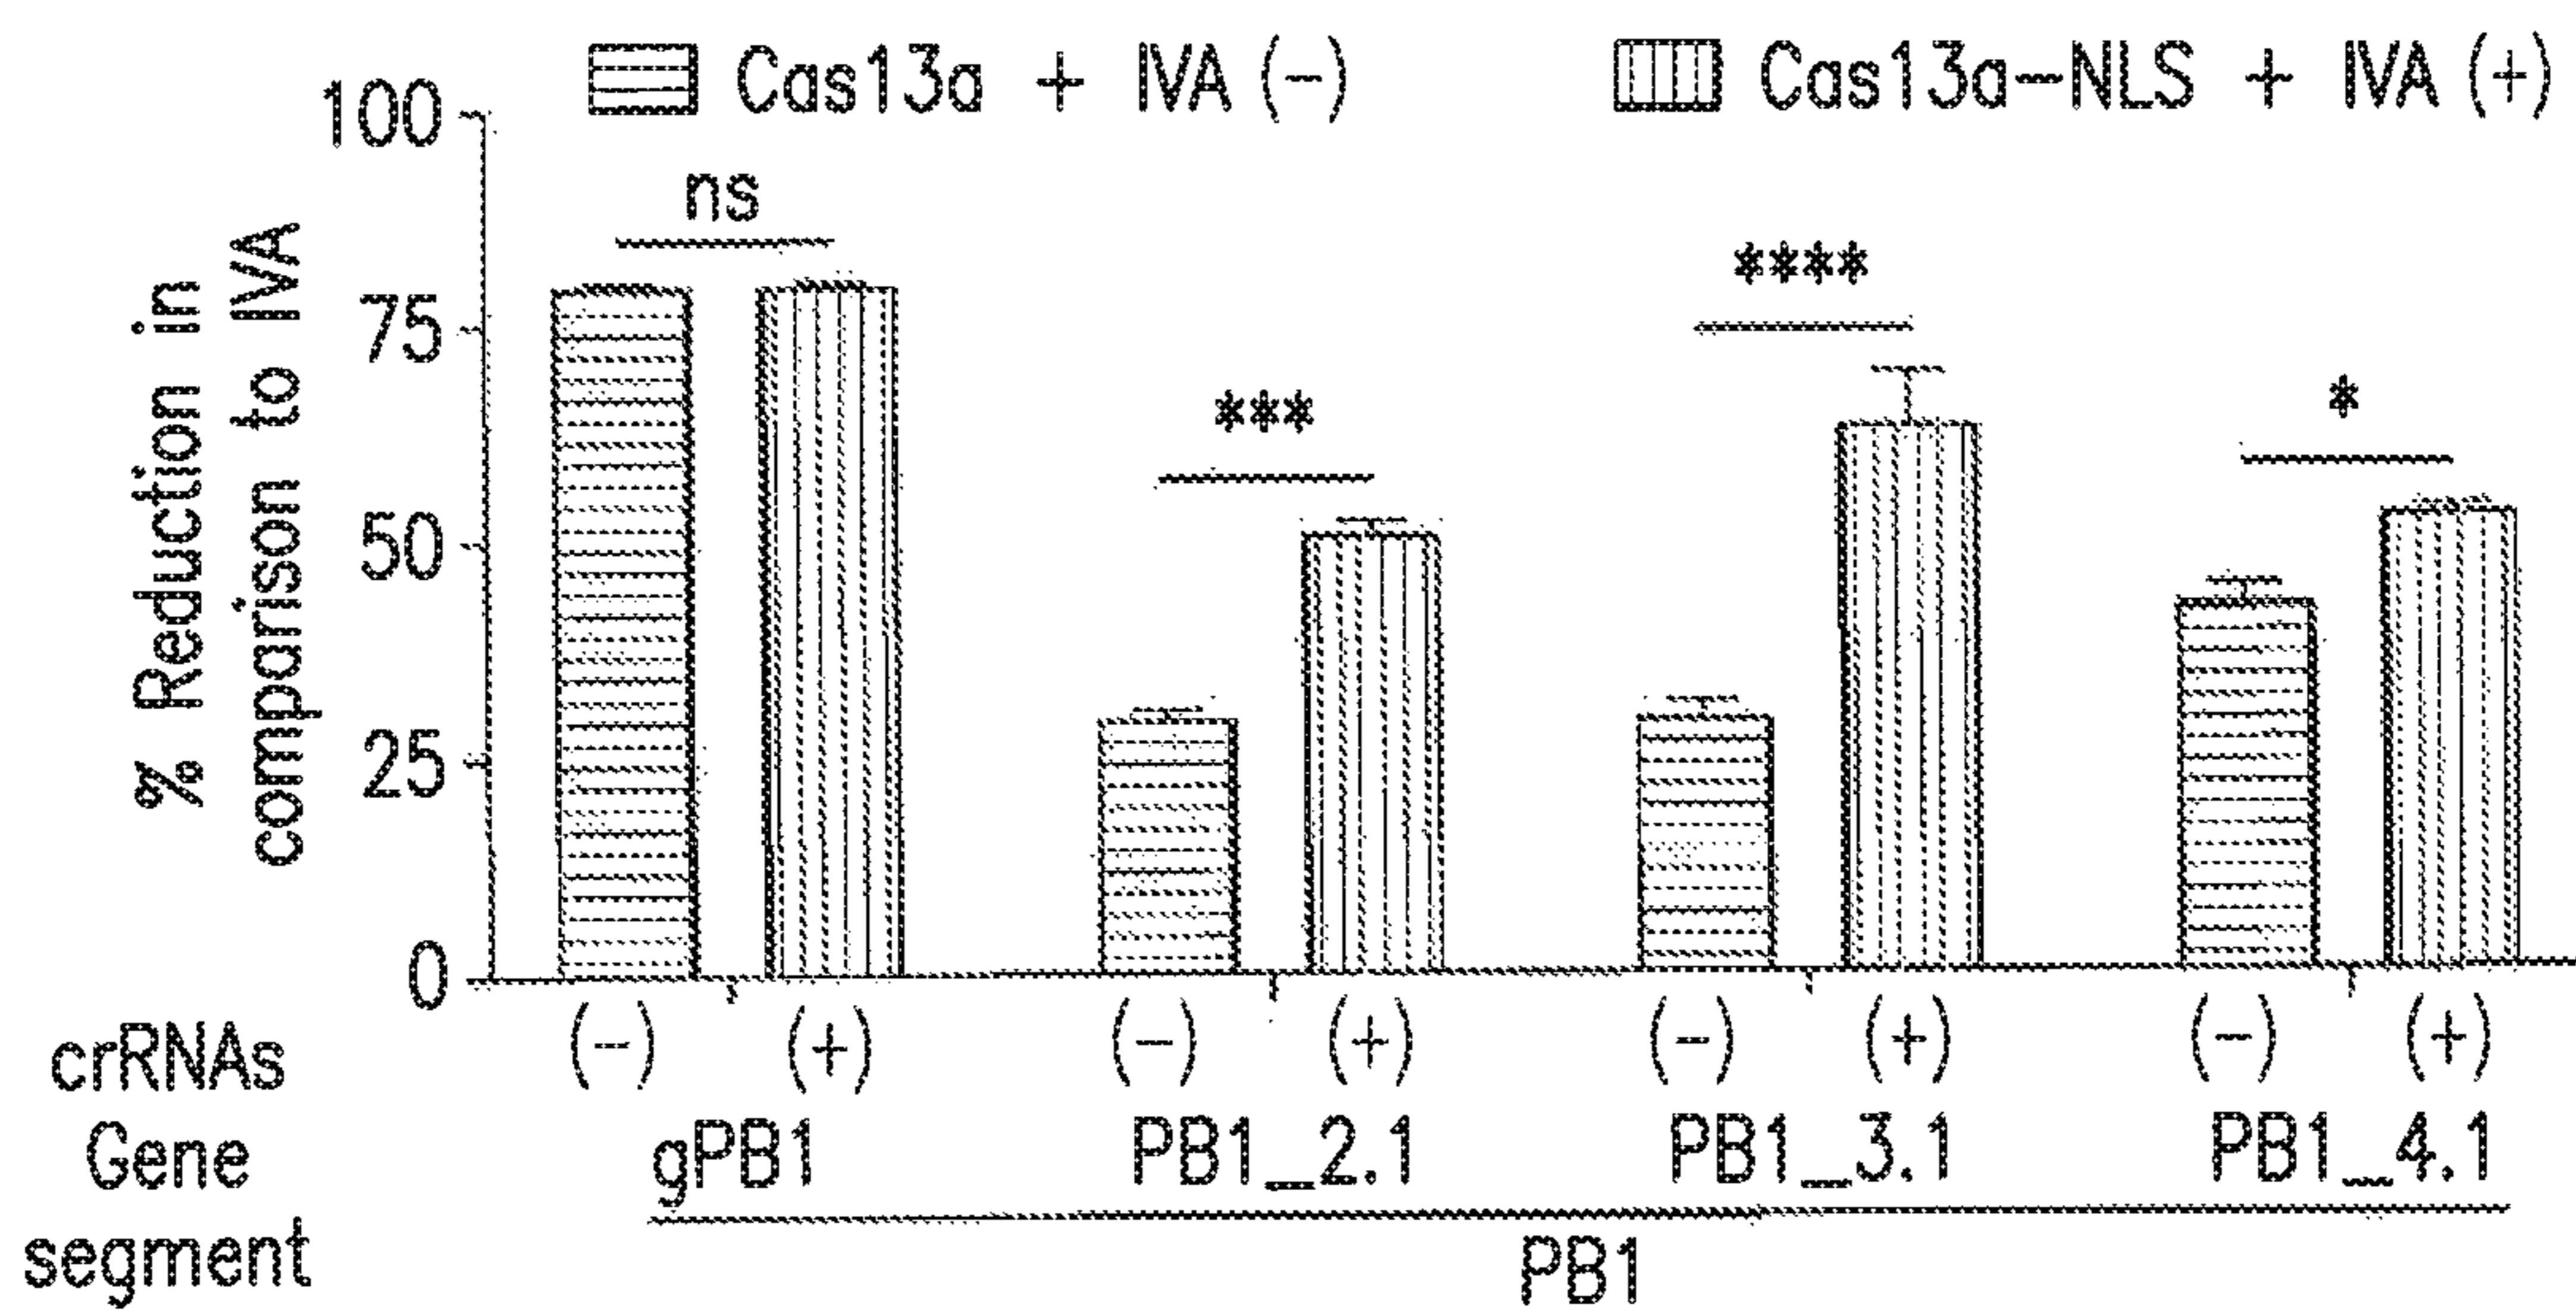 Cas13a + IVA (-)
Cas13a-NLS + IVA (+)
% Reduction in
comparison to IVA
100
75
50
25
0
ns
***
****
*
crRNAs
(-) (+) (-) (+) (-) (+) (-) (+)
Gene
segment
gPB1 PB1_2.1 PB1_3.1 PB1_4.1
PB1